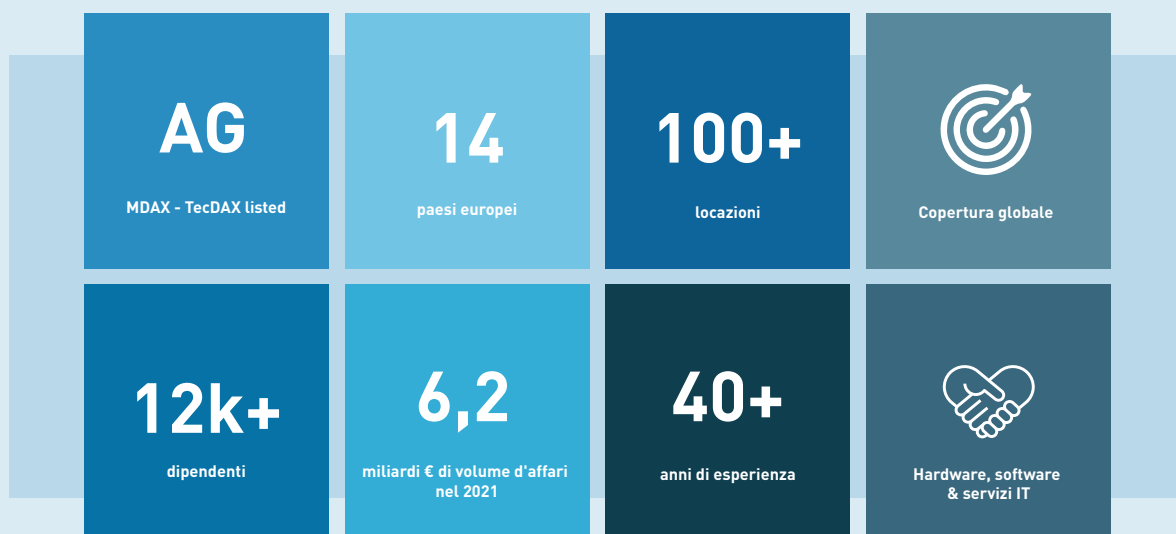 AG
MDAX - TecDAX listed
14
paesi europei
100+
locazioni
Copertura globale
12k+
dipendenti
6,2
miliardi € di volume d'affari
nel 2021
40+
anni di esperienza
Hardware, software
& servizi IT